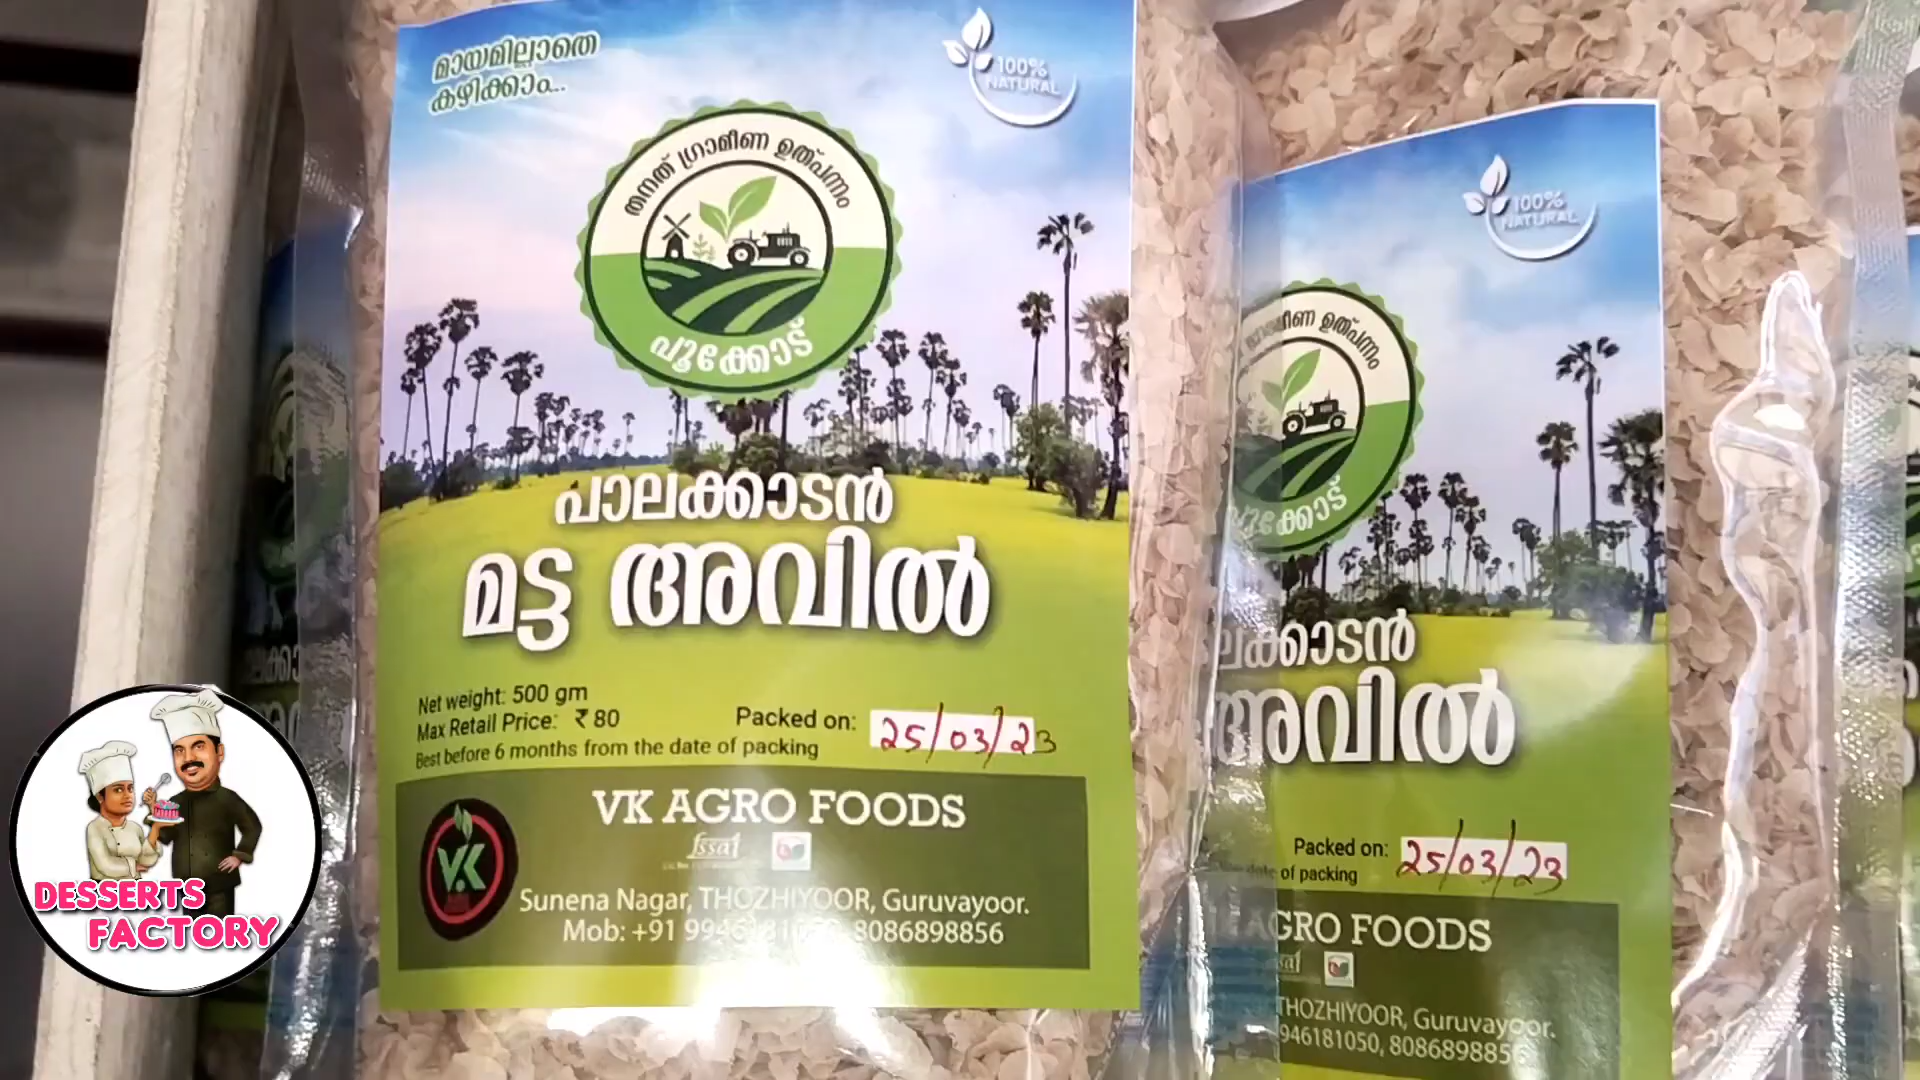 മായമില്ലാതെ
കഴിക്കാം...
100%
NATURAL
തനത് ഗ്രാമീണ ഉത്പന്നം
പൂക്കോട്
പാലക്കാടൻ
മട്ട അവിൽ
Net weight: 500 gm
Max Retail Price: ₹ 80
Packed on: 25/03/23
Best before 6 months from the date of packing
VK AGRO FOODS
fssai
VK
Sunena Nagar, THOZHIYOOR, Guruvayoor.
Mob: +91 8086898856
100%
NATURAL
ഉത്പന്നം
പൂക്കോട്
അവിൽ
Packed on: 25/03/23
date of packing
AGRO FOODS
THOZHIYOOR, Guruvayoor.
946181050, 808689885
DESSERTS
FACTORY